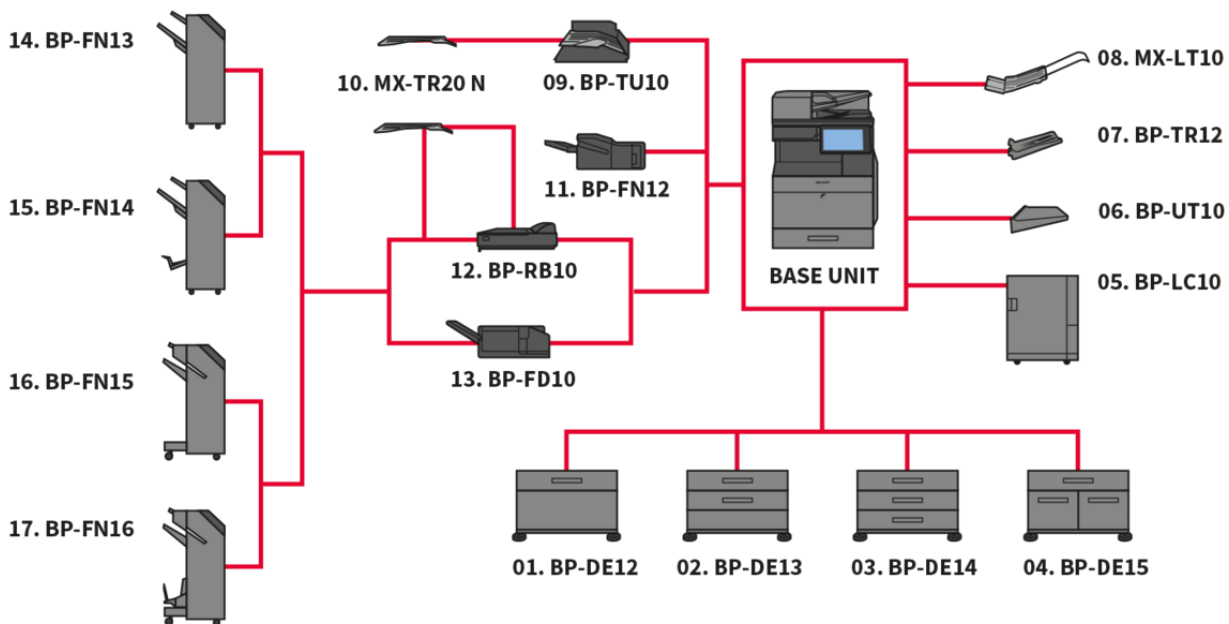 14. BP-FN13
10. MX-TR20 N
09. BP-TU10
08. MX-LT10
07. BP-TR12
15. BP-FN14
11. BP-FN12
06. BP-UT10
12. BP-RB10
BASE UNIT
05. BP-LC10
16. BP-FN15
13. BP-FD10
17. BP-FN16
01. BP-DE12
02. BP-DE13
03. BP-DE14
04. BP-DE15